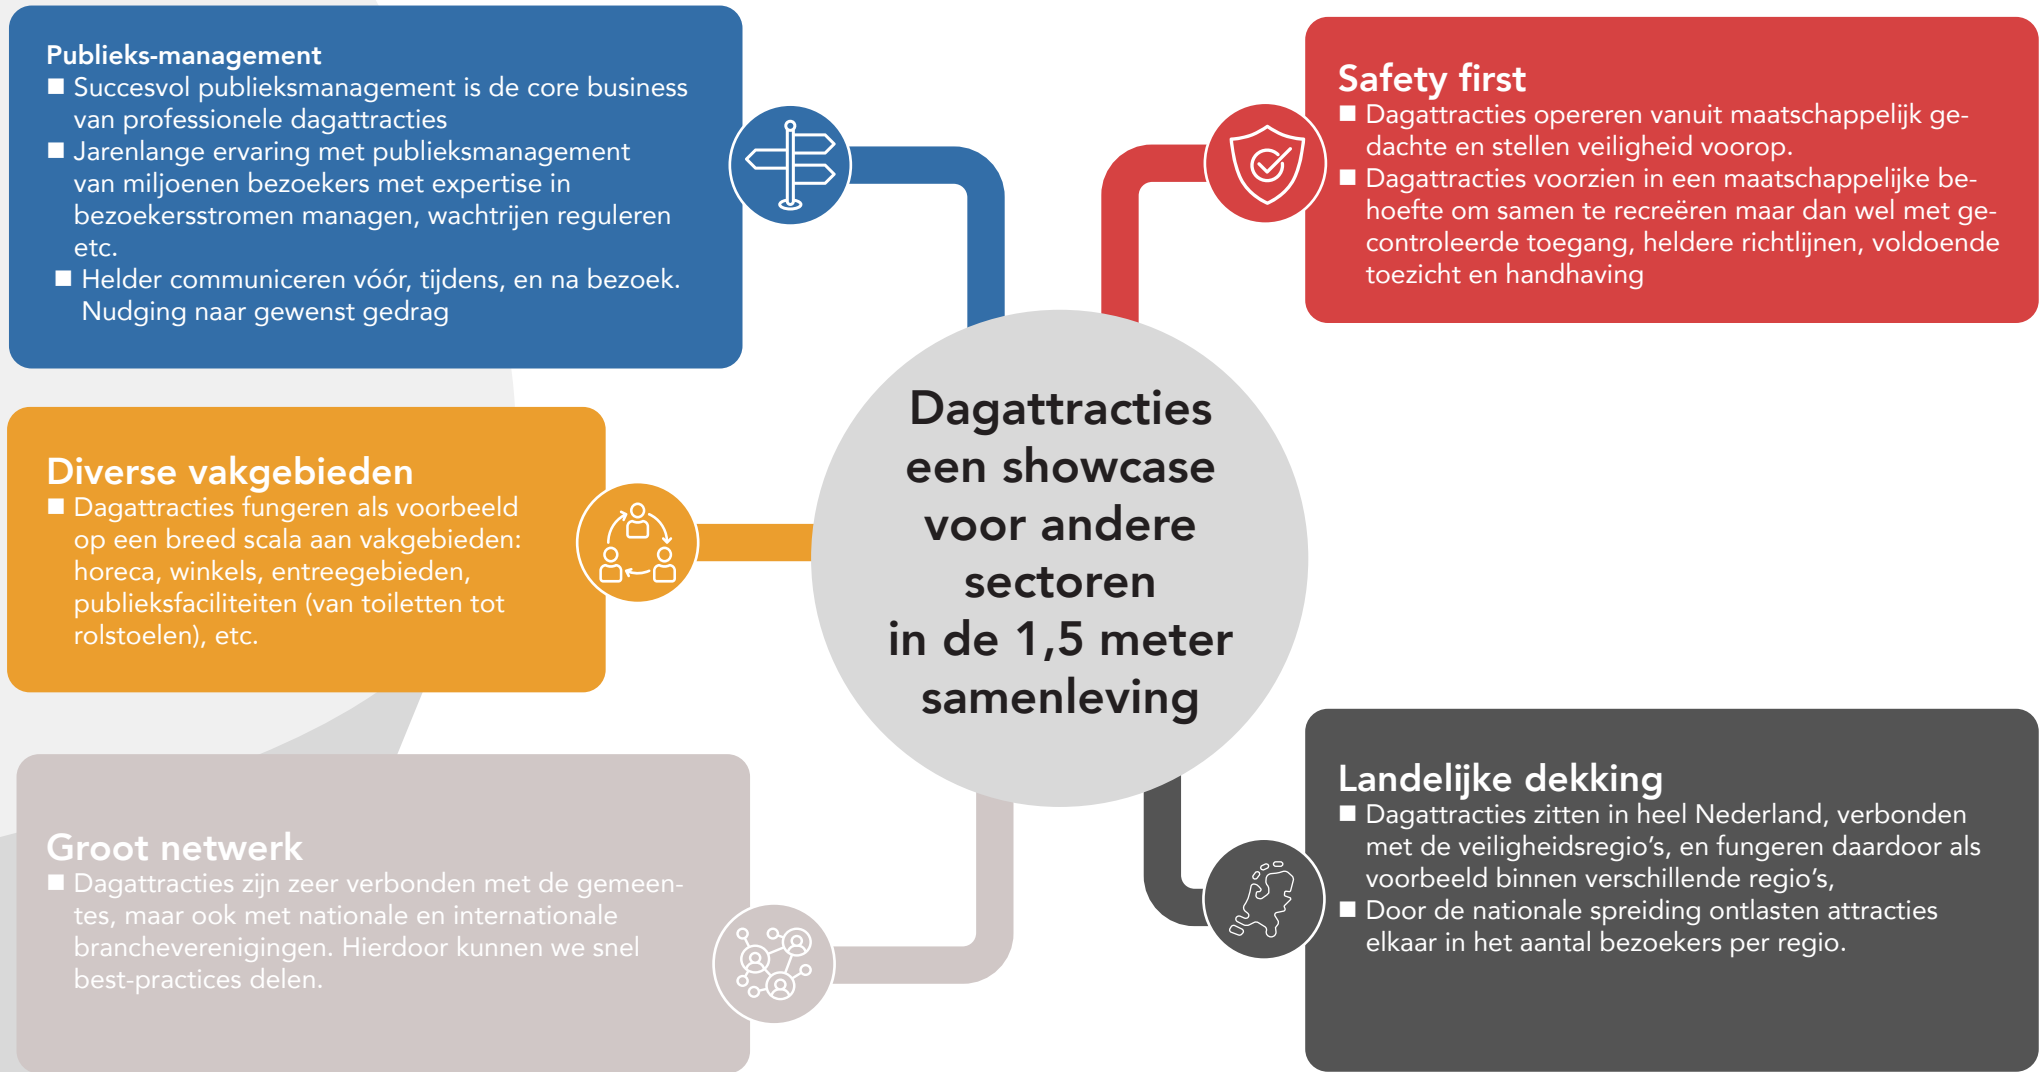 Publieks-management
■ Succesvol publieksmanagement is de core business
van professionele dagattracties
■ Jarenlange ervaring met publieksmanagement
van miljoenen bezoekers met expertise in
bezoekersstromen managen, wachtrijen reguleren
etc.
■ Helder communiceren vóór, tijdens, en na bezoek.
Nudging naar gewenst gedrag
Safety first
■ Dagattracties opereren vanuit maatschappelijk ge-
dachte en stellen veiligheid voorop.
■ Dagattracties voorzien in een maatschappelijke be-
hoefte om samen te recreëren maar dan wel met ge-
controleerde toegang, heldere richtlijnen, voldoende
toezicht en handhaving
Dagattracties
een showcase
voor andere
sectoren
in de 1,5 meter
samenleving
Diverse vakgebieden
■ Dagattracties fungeren als voorbeeld
op een breed scala aan vakgebieden:
horeca, winkels, entreegebieden,
publieksfaciliteiten (van toiletten tot
rolstoelen), etc.
Groot netwerk
■ Dagattracties zijn zeer verbonden met de gemeen-
tes, maar ook met nationale en internationale
brancheverenigingen. Hierdoor kunnen we snel
best-practices delen.
Landelijke dekking
■ Dagattracties zitten in heel Nederland, verbonden
met de veiligheidsregio’s, en fungeren daardoor als
voorbeeld binnen verschillende regio’s,
■ Door de nationale spreiding ontlasten attracties
elkaar in het aantal bezoekers per regio.